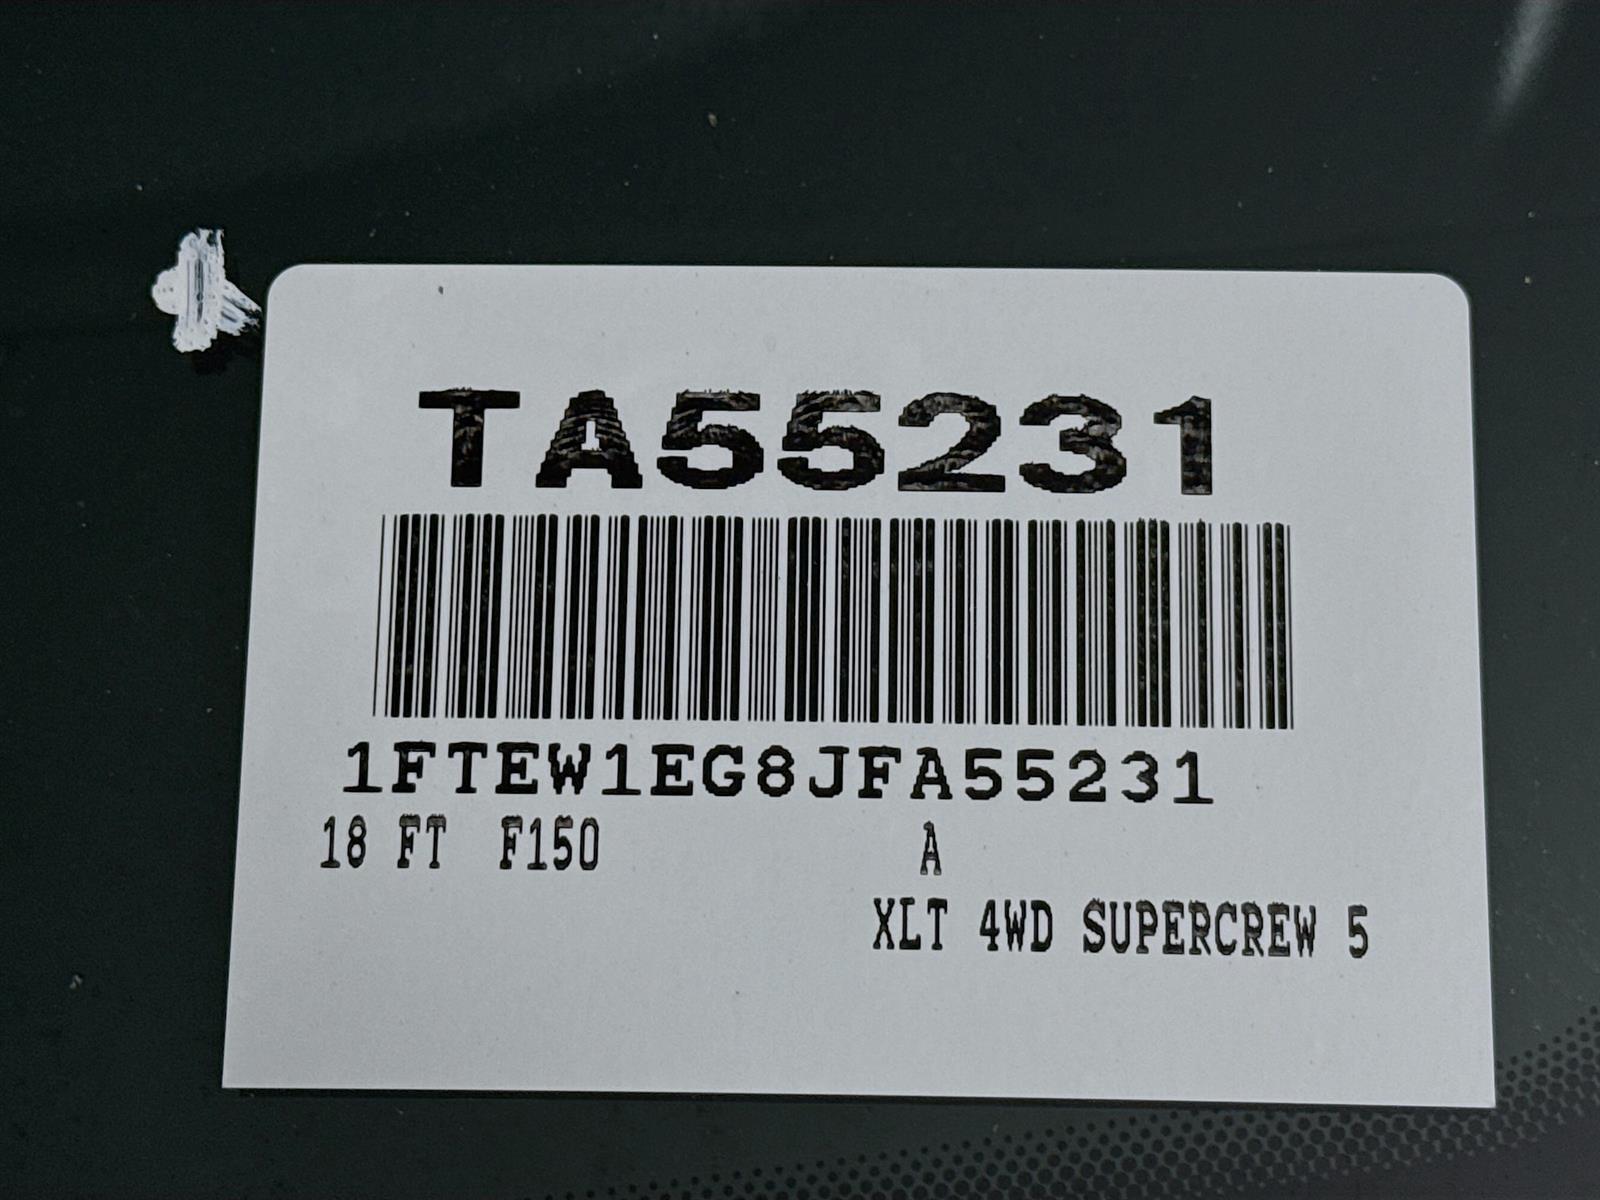 TA55231
1FTEW1EG8JFA55231
18 FT F150 A
XLT 4WD SUPERCREW 5